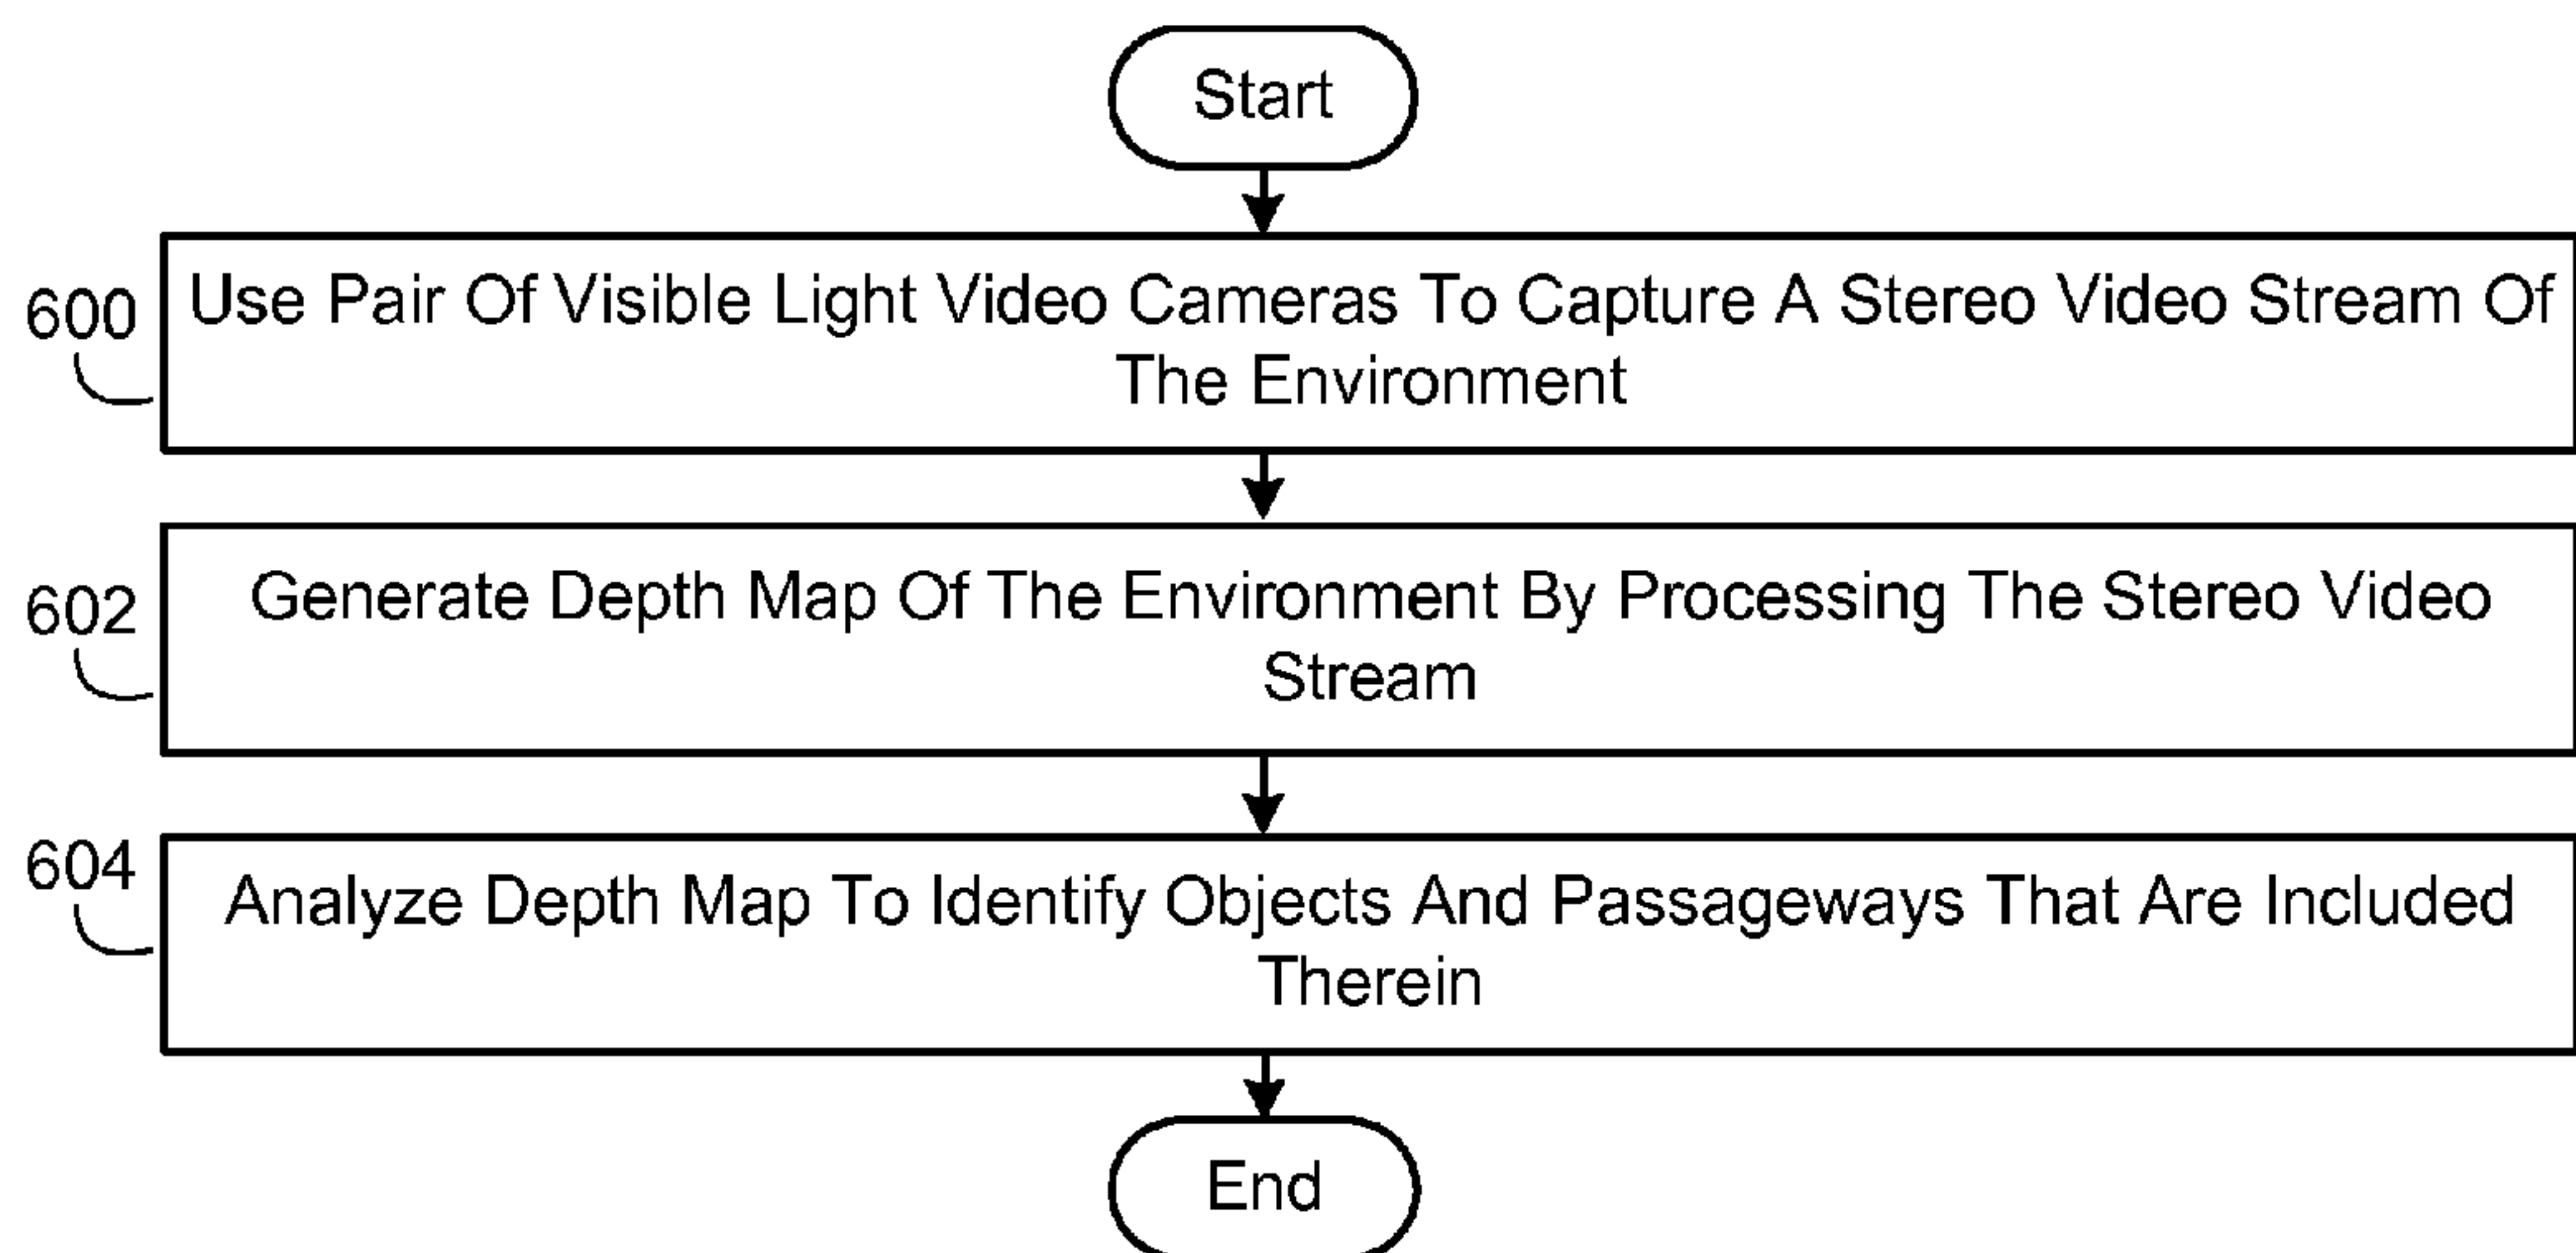 Start
600
Use Pair Of Visible Light Video Cameras To Capture A Stereo Video Stream Of
The Environment
602
Generate Depth Map Of The Environment By Processing The Stereo Video
Stream
604
Analyze Depth Map To Identify Objects And Passageways That Are Included
Therein
End